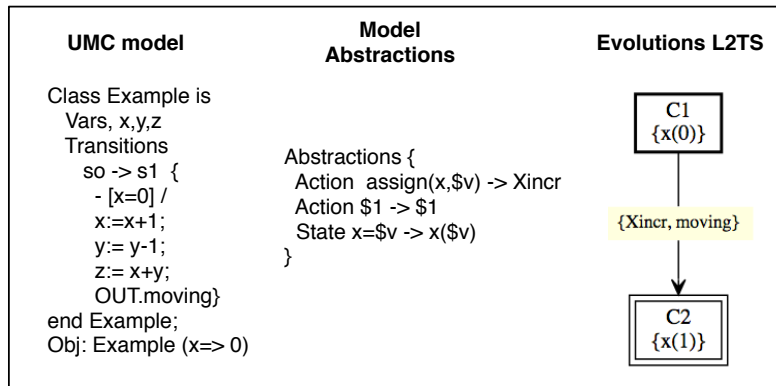 UMC model
Class Example is
Vars, x,y,z
Transitions
so -> s1 {
- [x=0] /
x:=x+1;
y:= y-1;
z:= x+y;
OUT.moving}
end Example;
Obj: Example (x=> 0)
Model
Abstractions
Abstractions {
Action assign(x,$v) -> Xincr
Action $1 -> $1
State x=$v -> x($v)
}
Evolutions L2TS
C1
{x(0)}
{Xincr, moving}
C2
{x(1)}